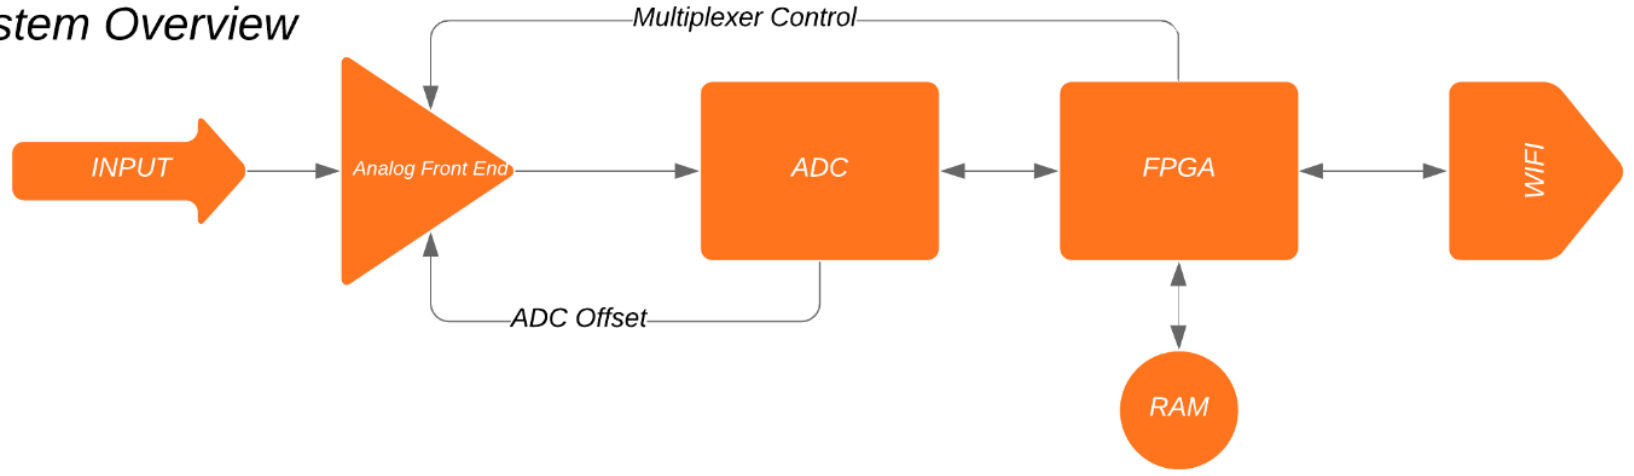 stem Overview
Multiplexer Control
INPUT
Analog Front End
ADC
FPGA
WIFI
ADC Offset
RAM